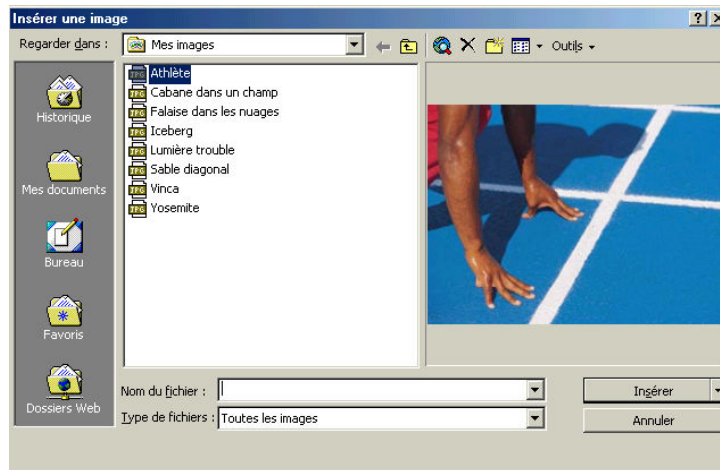 Insérer une image
Regarder dans :
Mes images
Outils
Historique
Mes documents
Bureau
Favoris
Dossiers Web
Athlète
Cabane dans un champ
Falaise dans les nuages
Iceberg
Lumière trouble
Sable diagonal
Vinca
Yosemite
Nom du fichier :
Insérer
Type de fichiers : Toutes les images
Annuler